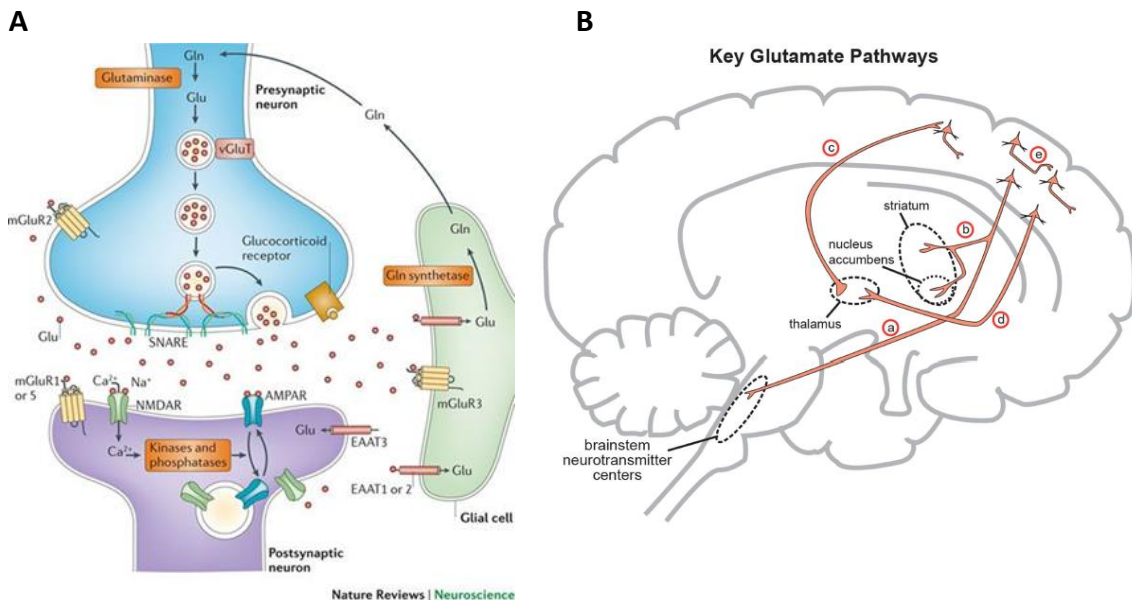 A
Gln
Glutaminase
Glu
Presynaptic
neuron
Gln
vGluT
mGluR2
Glucocorticoid
receptor
Gln
Gln synthetase
Glu
Glu
SNARE
mGluR1
or 5
Ca²⁺
Na⁺
NMDAR
AMPAR
mGluR3
Glu
EAAT3
Ca²⁺
Kinases and
phosphatases
Glu
EAAT1 or 2
Glial cell
Postsynaptic
neuron
Nature Reviews | Neuroscience
B
Key Glutamate Pathways
c
e
striatum
b
nucleus
accumbens
thalamus
a
d
brainstem
neurotransmitter
centers